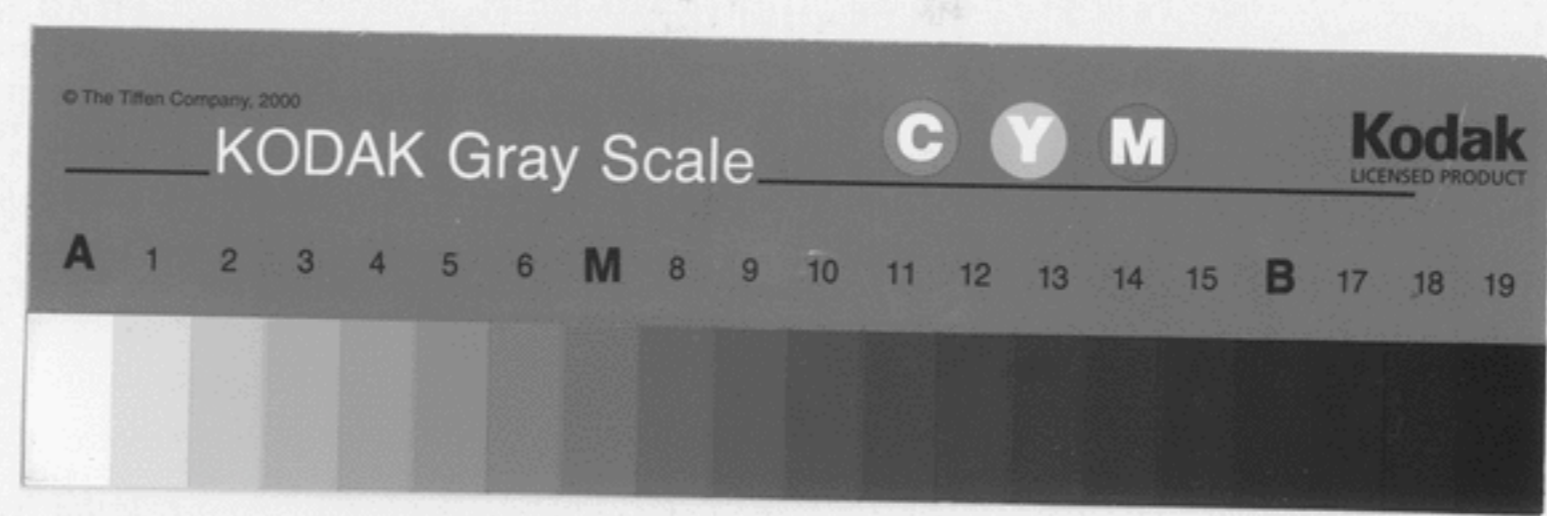 © The Tiffen Company, 2000
KODAK Gray Scale
C Y M
Kodak
LICENSED PRODUCT
A 1 2 3 4 5 6 M 8 9 10 11 12 13 14 15 B 17 18 19